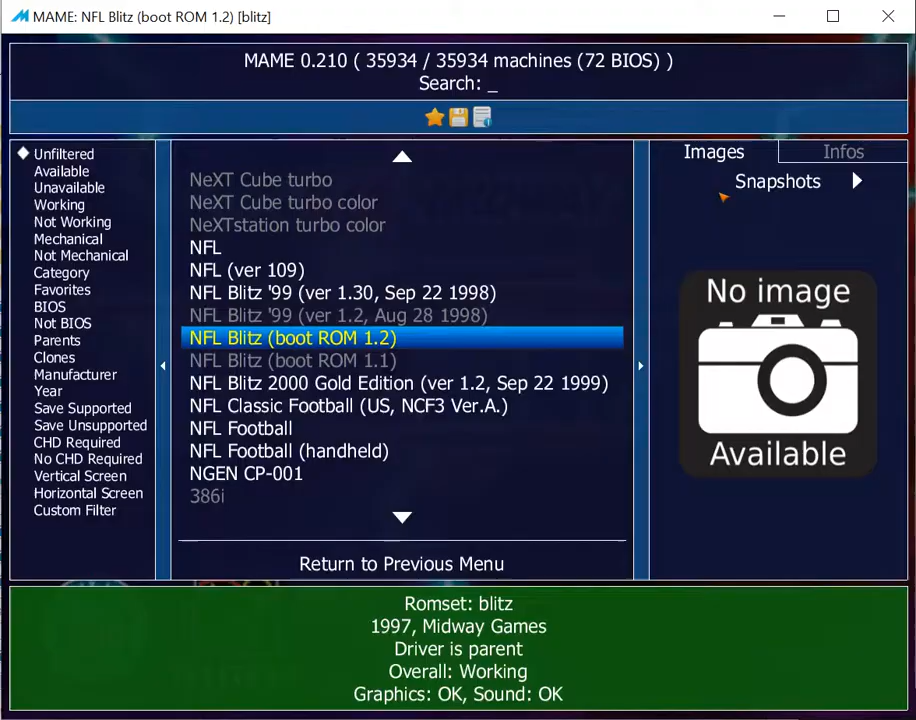 MAME: NFL Blitz (boot ROM 1.2) [blitz]
MAME 0.210 ( 35934 / 35934 machines (72 BIOS) )
Search: _
Unfiltered
Available
Unavailable
Working
Not Working
Mechanical
Not Mechanical
Category
Favorites
BIOS
Not BIOS
Parents
Clones
Manufacturer
Year
Save Supported
Save Unsupported
CHD Required
No CHD Required
Vertical Screen
Horizontal Screen
Custom Filter
NeXT Cube turbo
NeXT Cube turbo color
NeXTstation turbo color
NFL
NFL (ver 109)
NFL Blitz '99 (ver 1.30, Sep 22 1998)
NFL Blitz '99 (ver 1.2, Aug 28 1998)
NFL Blitz (boot ROM 1.2)
NFL Blitz (boot ROM 1.1)
NFL Blitz 2000 Gold Edition (ver 1.2, Sep 22 1999)
NFL Classic Football (US, NCF3 Ver.A.)
NFL Football
NFL Football (handheld)
NGEN CP-001
386i
Return to Previous Menu
Images
Infos
Snapshots
No image
Available
Romset: blitz
1997, Midway Games
Driver is parent
Overall: Working
Graphics: OK, Sound: OK